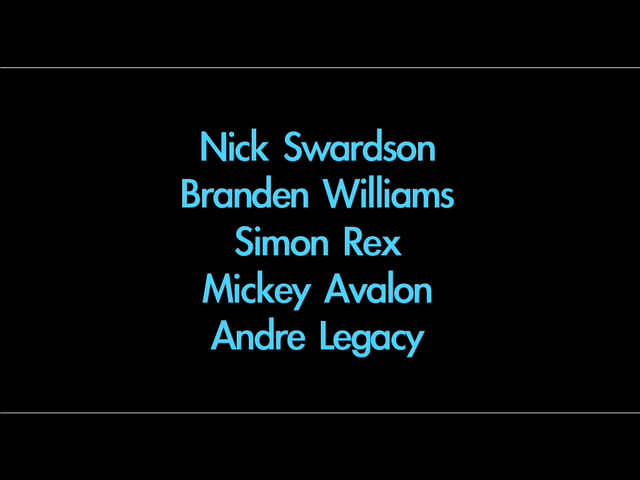 Nick Swardson
Branden Williams
Simon Rex
Mickey Avalon
Andre Legacy